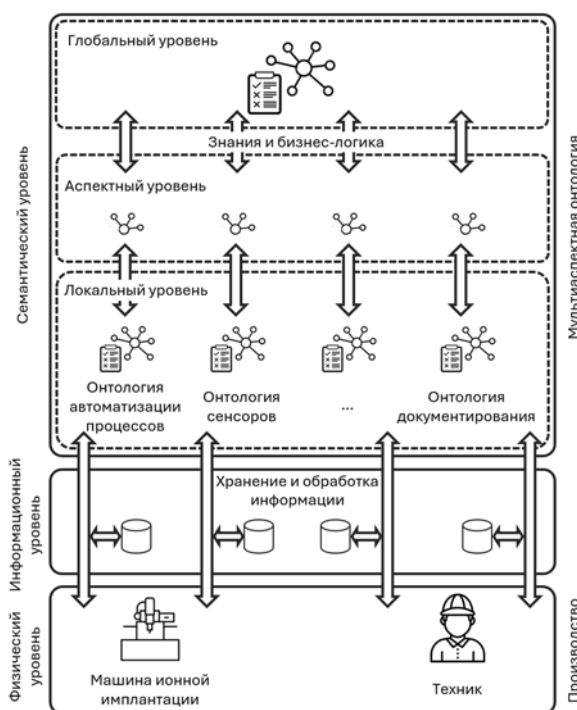 Глобальный уровень
Знания и бизнес-логика
Аспектный уровень
Локальный уровень
Онтология
автоматизации
процессов
Онтология
сенсоров
...
Онтология
документирования
Семантический уровень
Мультиаспектная онтология
Хранение и обработка
информации
Информационный
уровень
Машина ионной
имплантации
Техник
Физический
уровень
Производство